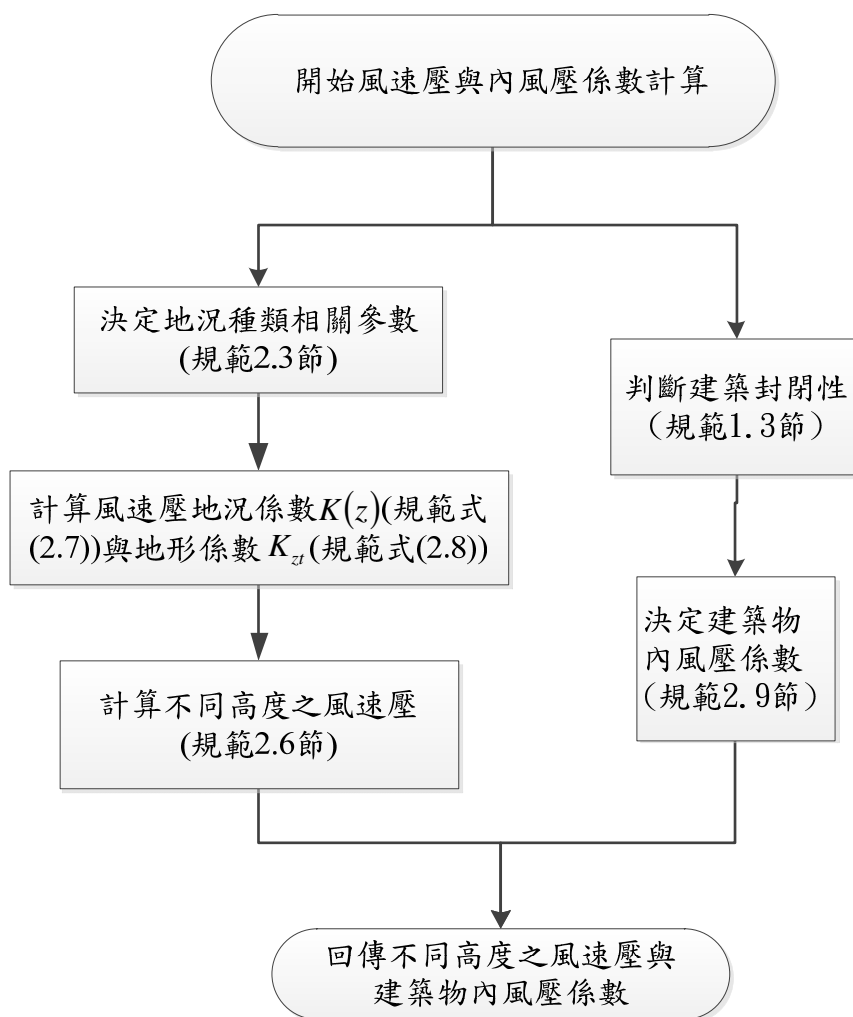 開始風速壓與內風壓係數計算
決定地況種類相關參數
(規範2.3節)
計算風速壓地況係數K(z)(規範式
(2.7))與地形係數 K_{zt}(規範式(2.8))
計算不同高度之風速壓
(規範2.6節)
判斷建築封閉性
（規範1.3節）
決定建築物
內風壓係數
（規範2.9節）
回傳不同高度之風速壓與
建築物內風壓係數